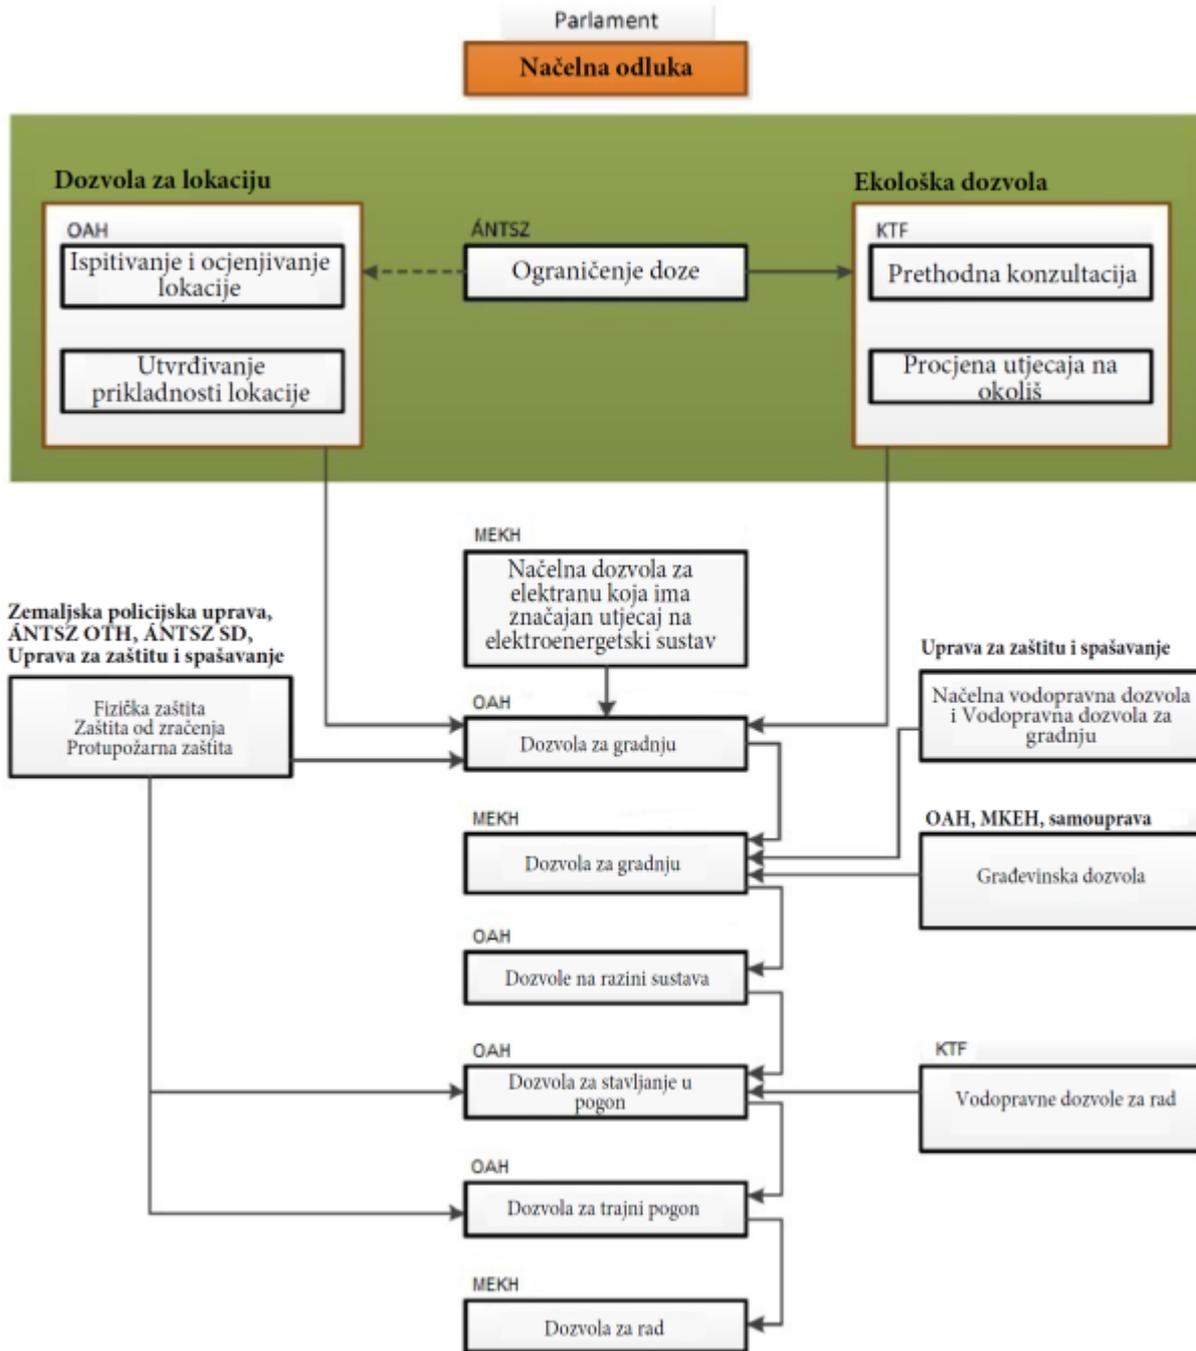 Parlament
Načelna odluka
Dozvola za lokaciju
OAH
Ispitivanje i ocjenjivanje
lokacije
Utvrđivanje
prikladnosti lokacije
ÁNTSZ
Ograničenje doze
Ekološka dozvola
KTF
Prethodna konzultacija
Procjena utjecaja na
okoliš
MEKH
Načelna dozvola za
elektranu koja ima
značajan utjecaj na
elektroenergetski sustav
Zemaljska policijska uprava,
ÁNTSZ OTH, ÁNTSZ SD,
Uprava za zaštitu i spašavanje
Fizička zaštita
Zaštita od zračenja
Protupožarna zaštita
OAH
Dozvola za gradnju
Uprava za zaštitu i spašavanje
Načelna vodopravna dozvola
i Vodopravna dozvola za
gradnju
MEKH
Dozvola za gradnju
OAH, MKEH, samouprava
Građevinska dozvola
OAH
Dozvole na razini sustava
OAH
Dozvola za stavljanje u
pogon
KTF
Vodopravne dozvole za rad
OAH
Dozvola za trajni pogon
MEKH
Dozvola za rad